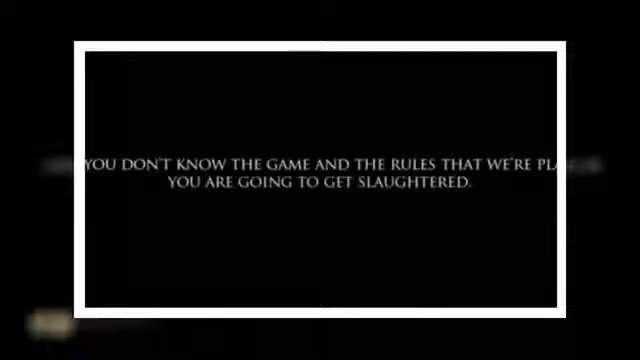 YOU DON'T KNOW THE GAME AND THE RULES THAT WE'RE
YOU ARE GOING TO GET SLAUGHTERED.